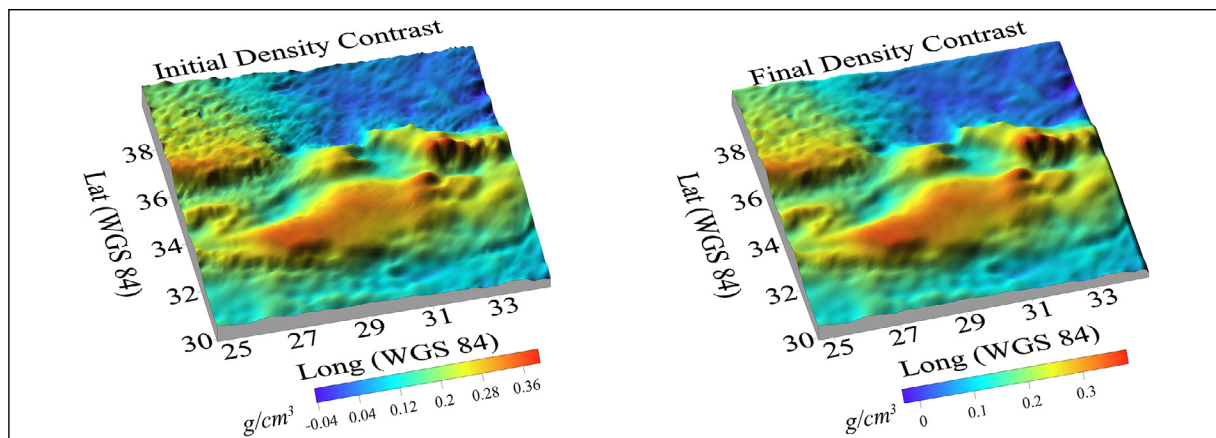 Initial Density Contrast
38
36
34
32
30
Lat (WGS 84)
25 27 29 31 33
Long (WGS 84)
g/cm³ -0.04 0.04 0.12 0.2 0.28 0.36
Final Density Contrast
38
36
34
32
30
Lat (WGS 84)
25 27 29 31 33
Long (WGS 84)
g/cm³ 0 0.1 0.2 0.3